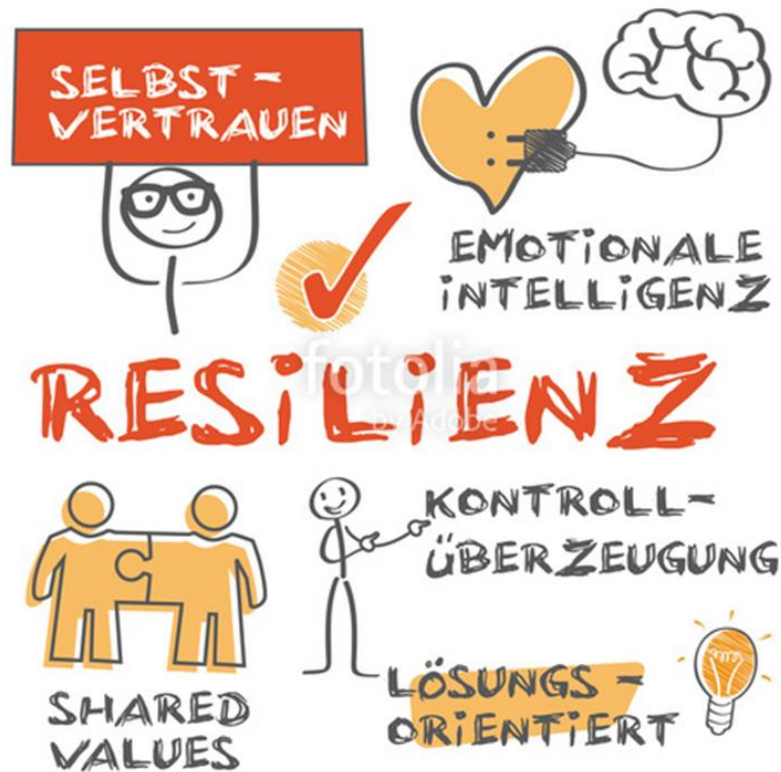 SELBST-
VERTRAUEN
EMOTIONALE
INTELLIGENZ
RESILIENZ
fotolia
by Adobe
KONTROLL-
ÜBERZEUGUNG
SHARED
VALUES
LÖSUNGS-
ORIENTIERT